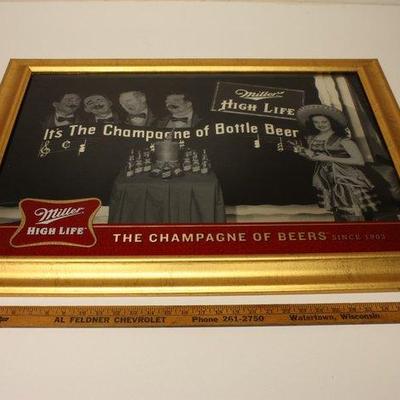 Miller
HIGH LIFE
It's The Champagne of Bottle Beer
Miller
HIGH LIFE
THE CHAMPAGNE OF BEERS SINCE 1903
AL FELDNER CHEVROLET Phone 261-2750 Watertown, Wisconsin